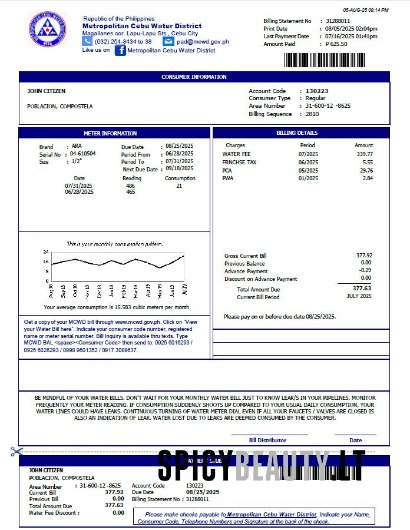 05-AUG-25 08:14 PM
Republic of the Philippines
Metropolitan Cebu Water District
Magallanes cor. Lapu-Lapu Sts., Cebu City
(032) 254-8434 to 38 pad@mcwd.gov.ph
Like us on Metropolitan Cebu Water District
Billing Statement No : 31288011
Print Date : 08/05/2025 02:04pm
Last Payment Date : 07/16/2025 01:41pm
Amount Paid : P 625.50
CONSUMER INFORMATION
JOHN CITIZEN
POBLACION, COMPOSTELA
Account Code : 130223
Consumer Type : Regular
Area Number : 31-600-12 -8625
Billing Sequence : 2010
METER INFORMATION
Brand : ARA
Serial No : 04-610504
Size : 1/2"
Due Date : 08/25/2025
Period From : 06/28/2025
Period To : 07/31/2025
Next Due Date : 09/18/2025
Date Reading Consumption
07/31/2025 486 21
06/28/2025 465
BILLING DETAILS
Charges Period Amount
WATER FEE 07/2025 339.77
FRNCHSE TAX 06/2025 5.55
PCA 05/2025 29.76
PWA 01/2025 2.84
This is your monthly consumption pattern.
24
16
8
0
Your average consumption is 15.583 cubic meters per month
Gross Current Bill 377.92
Previous Balance 0.00
Advance Payment -0.29
Discount on Advance Payment 0.00
Total Amount Due 377.63
Current Bill Period JULY 2025
Please pay on or before due date 08/25/2025.
Get a copy of your MCWD bill through www.mcwd.gov.ph. Click on "View
your Water Bill here". Indicate your consumer code number, registered
name or meter serial number. Bill Inquiry is available thru texts. Type
MCWD BAL <space><Consumer Code> then send to: 0926 6016293 /
0926 6026293 / 0998 9601352 / 0917 3089637
BE MINDFUL OF YOUR WATER BILLS. DON'T WAIT FOR YOUR MONTHLY WATER BILL JUST TO KNOW LEAK'S IN YOUR PIPELINES. MONITOR
FREQUENTLY YOUR METER READING. IF CONSUMPTION SUDDENLY SHOOTS UP COMPARED TO YOUR USUAL DAILY CONSUMPTION, YOUR
WATER LINES COULD HAVE LEAKS. CONTINUOUS TURNING OF WATER METER DIAL EVEN IF ALL YOUR FAUCETS / VALVES ARE CLOSED IS
ALSO AN INDICATION OF LEAK. WATER LOST DUE TO LEAKS ARE DEEMED CONSUMED BY THE CONSUMER.
Bill Distributor Date
SPICYBEAUTY.LT
JOHN CITIZEN
POBLACION, COMPOSTELA
Area Number : 31-600-12 -8625
Current Bill 377.92
Previous Bill 0.00
Total Amount 377.63
Water Fee Discount : 0.00
Account Code 130223
Due Date 08/25/2025
Billing Statement No : 31288011
Please make checks payable to Metropolitan Cebu Water District. Indicate your Name,
Consumer Code, Telephone Numbers and Signature at the back of the check.